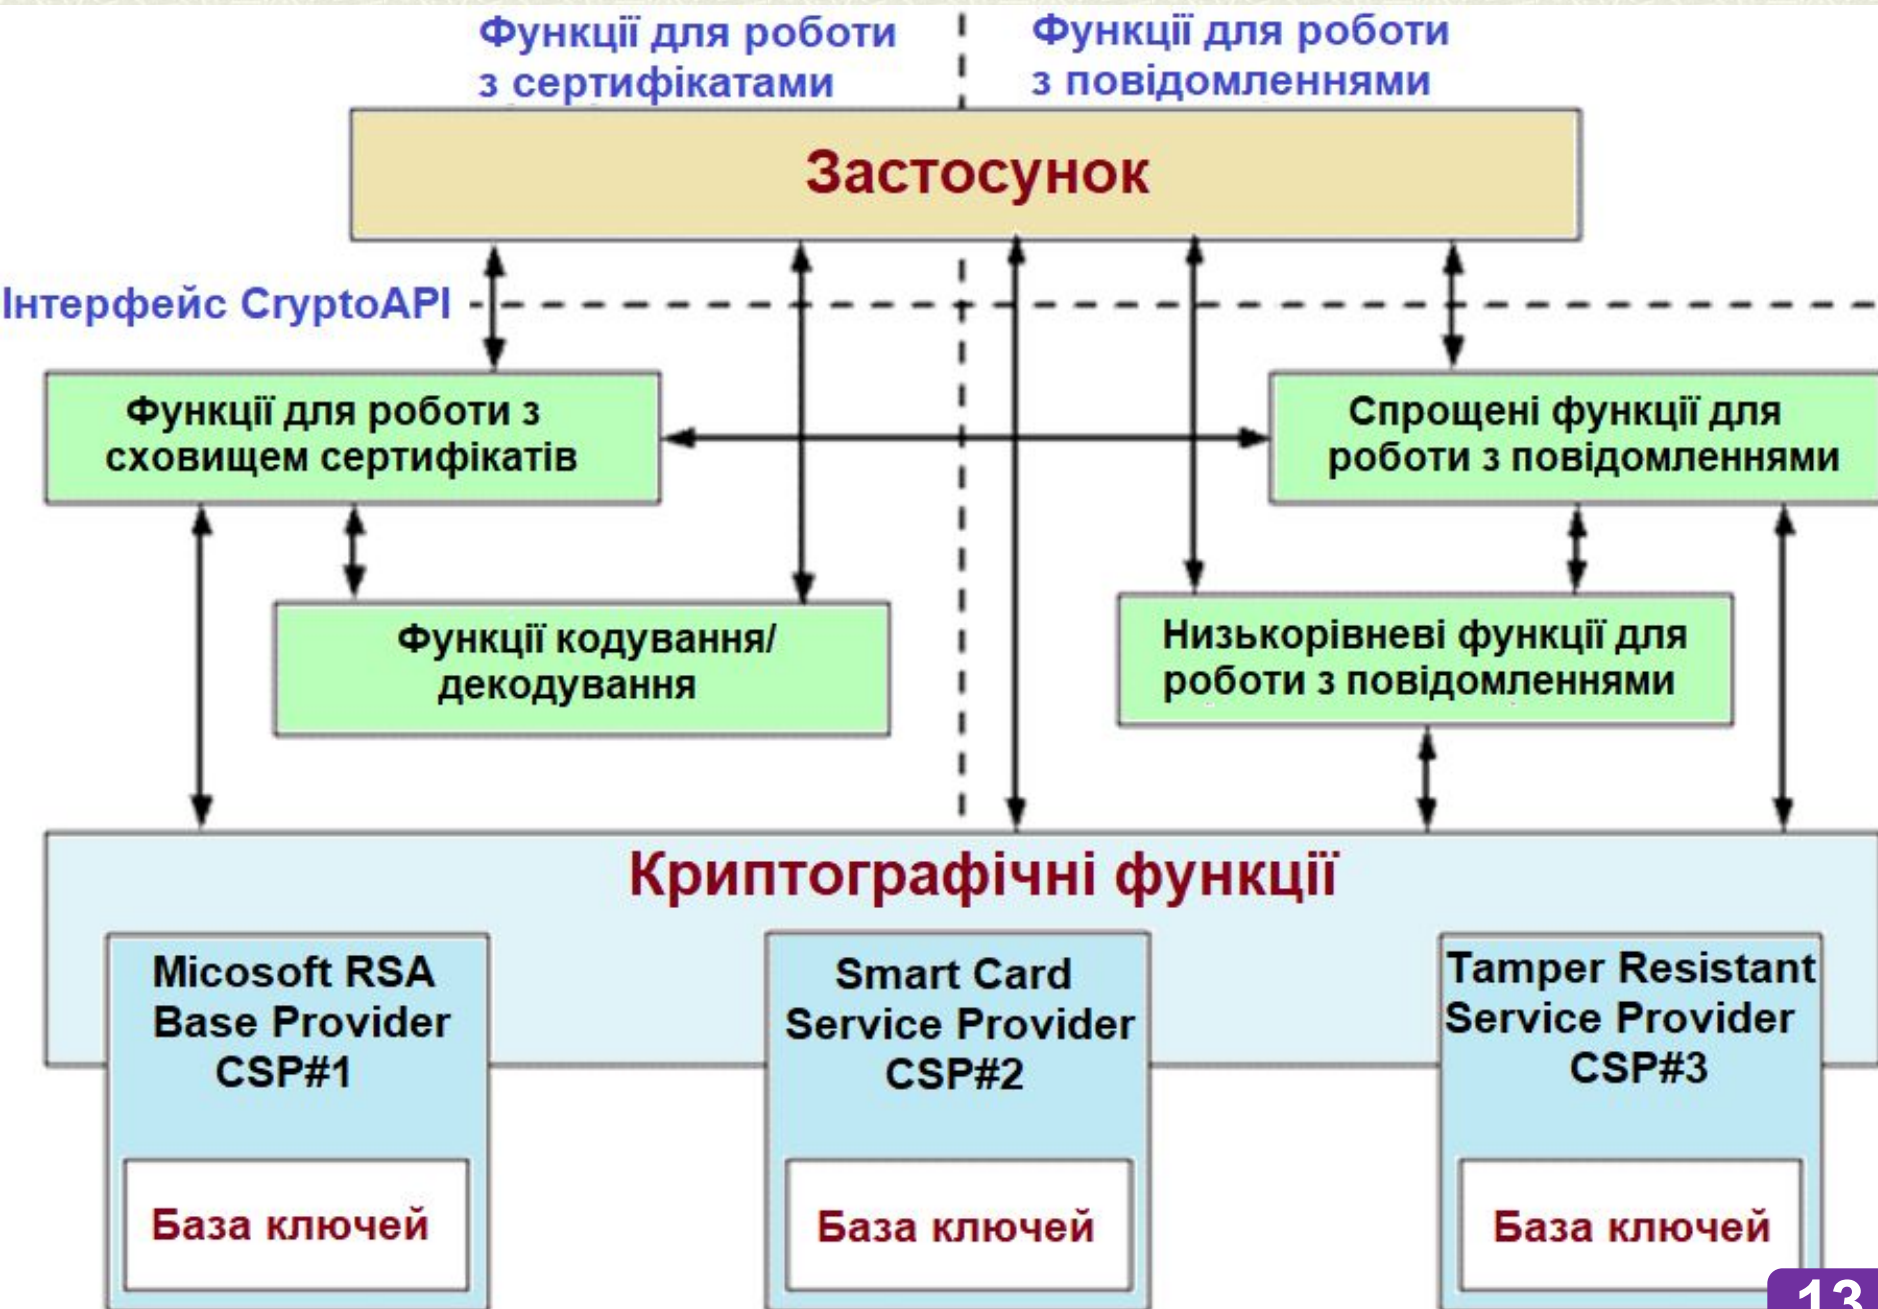 Функції для роботи
з сертифікатами
Функції для роботи
з повідомленнями
Застосунок
Інтерфейс CryptoAPI
Функції для роботи з
сховищем сертифікатів
Спрощені функції для
роботи з повідомленнями
Функції кодування/
декодування
Низькорівневі функції для
роботи з повідомленнями
Криптографічні функції
Micosoft RSA
Base Provider
CSP#1
Smart Card
Service Provider
CSP#2
Tamper Resistant
Service Provider
CSP#3
База ключей
База ключей
База ключей
13